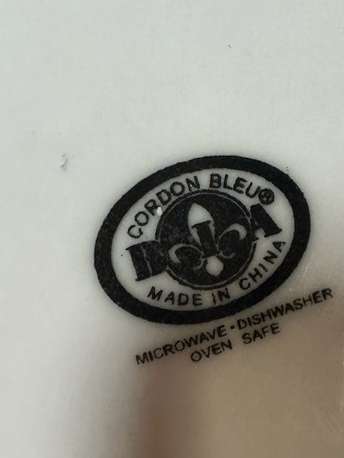 CORDON BLEU®
BIA
MADE IN CHINA
MICROWAVE · DISHWASHER
OVEN SAFE